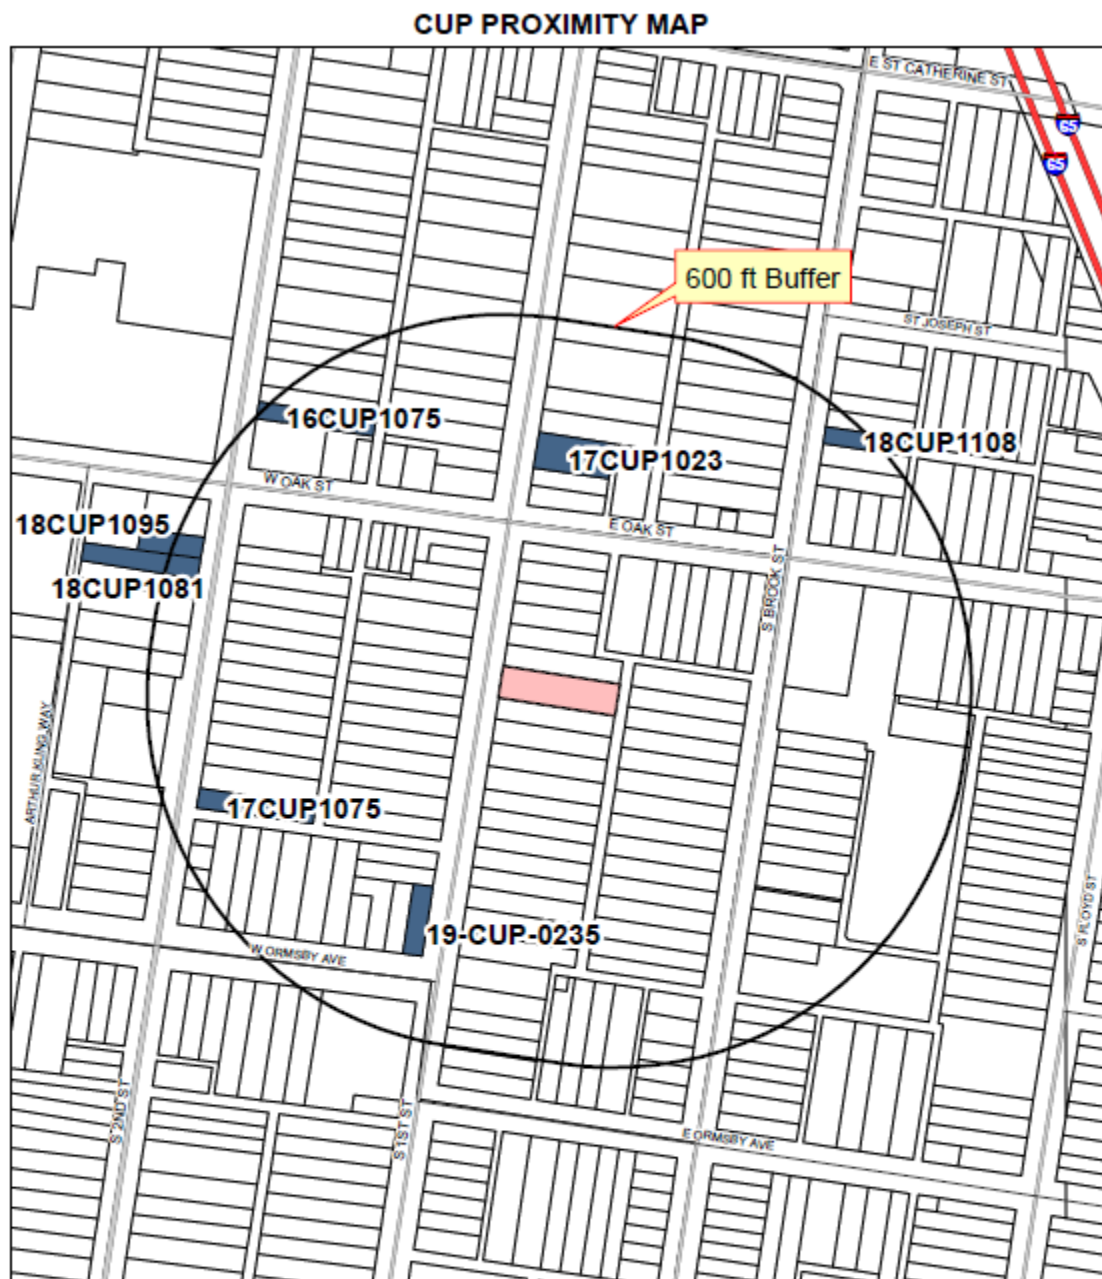 CUP PROXIMITY MAP
E ST CATHERINE ST
65
65
600 ft Buffer
ST JOSEPH ST
16CUP1075
17CUP1023
18CUP1108
W OAK ST
E OAK ST
18CUP1095
18CUP1081
S BROOK ST
ARTHUR KLING WAY
17CUP1075
S FLOYD ST
19-CUP-0235
W ORMSBY AVE
S 2ND ST
S 1ST ST
E ORMSBY AVE